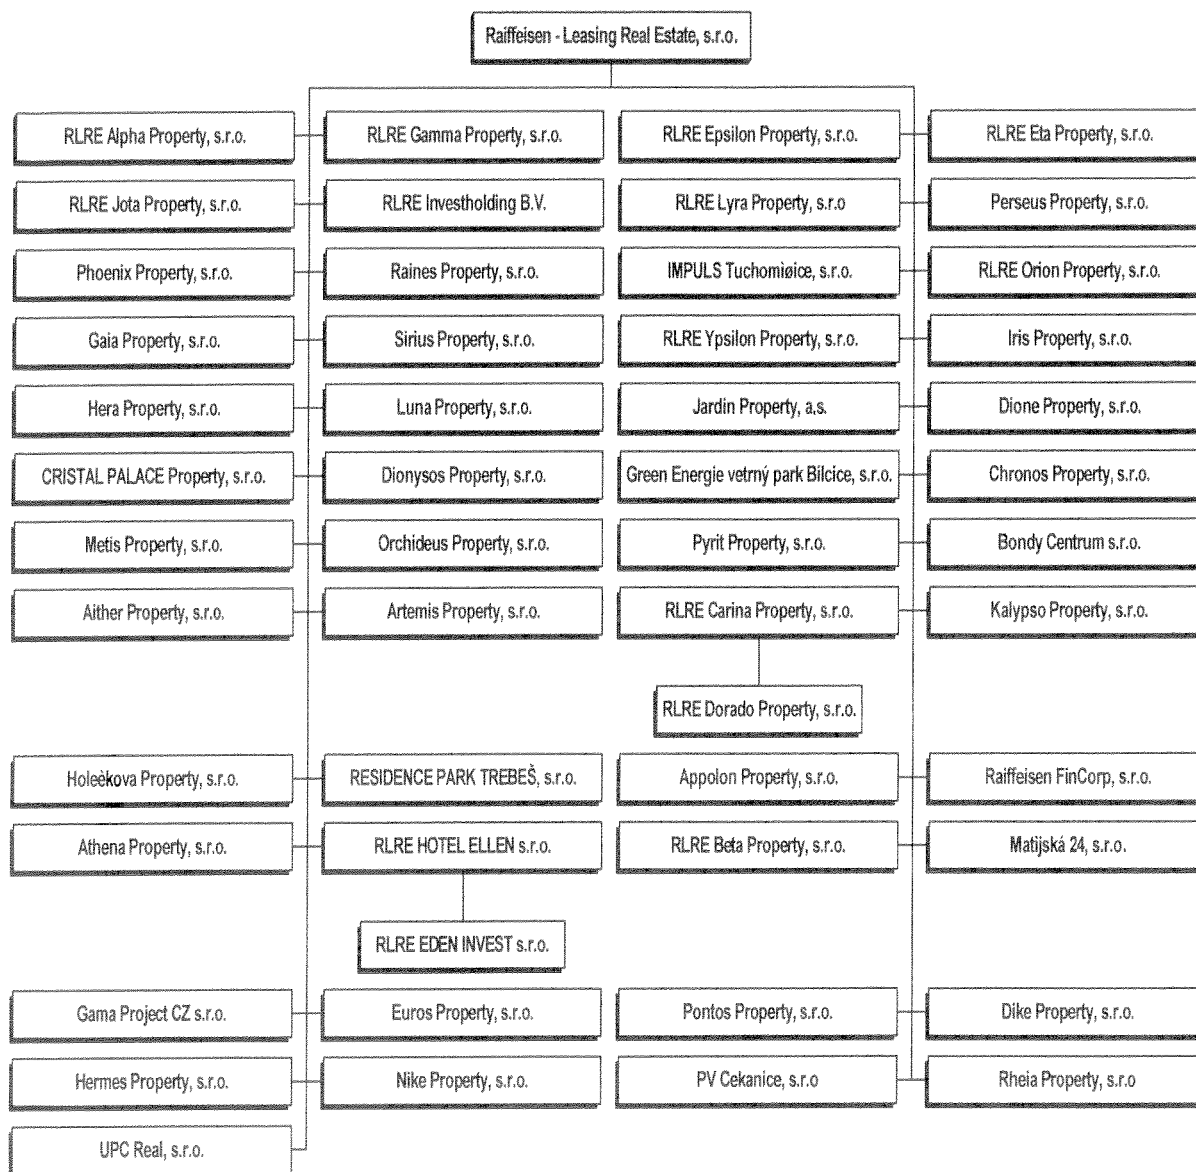 Raiffeisen - Leasing Real Estate, s.r.o.
RLRE Alpha Property, s.r.o.
RLRE Gamma Property, s.r.o.
RLRE Epsilon Property, s.r.o.
RLRE Eta Property, s.r.o.
RLRE Jota Property, s.r.o.
RLRE Investholding B.V.
RLRE Lyra Property, s.r.o
Perseus Property, s.r.o.
Phoenix Property, s.r.o.
Raines Property, s.r.o.
IMPULS Tuchomìøice, s.r.o.
RLRE Orion Property, s.r.o.
Gaia Property, s.r.o.
Sirius Property, s.r.o.
RLRE Ypsilon Property, s.r.o.
Iris Property, s.r.o.
Hera Property, s.r.o.
Luna Property, s.r.o.
Jardin Property, a.s.
Dione Property, s.r.o.
CRISTAL PALACE Property, s.r.o.
Dionysos Property, s.r.o.
Green Energie vetrný park Bilcice, s.r.o.
Chronos Property, s.r.o.
Metis Property, s.r.o.
Orchideus Property, s.r.o.
Pyrit Property, s.r.o.
Bondy Centrum s.r.o.
Aither Property, s.r.o.
Artemis Property, s.r.o.
RLRE Carina Property, s.r.o.
Kalypso Property, s.r.o.
RLRE Dorado Property, s.r.o.
Holeèkova Property, s.r.o.
RESIDENCE PARK TREBEŠ, s.r.o.
Appolon Property, s.r.o.
Raiffeisen FinCorp, s.r.o.
Athena Property, s.r.o.
RLRE HOTEL ELLEN s.r.o.
RLRE Beta Property, s.r.o.
Matìjská 24, s.r.o.
RLRE EDEN INVEST s.r.o.
Gama Project CZ s.r.o.
Euros Property, s.r.o.
Pontos Property, s.r.o.
Dike Property, s.r.o.
Hermes Property, s.r.o.
Nike Property, s.r.o.
PV Cekanice, s.r.o
Rheia Property, s.r.o
UPC Real, s.r.o.